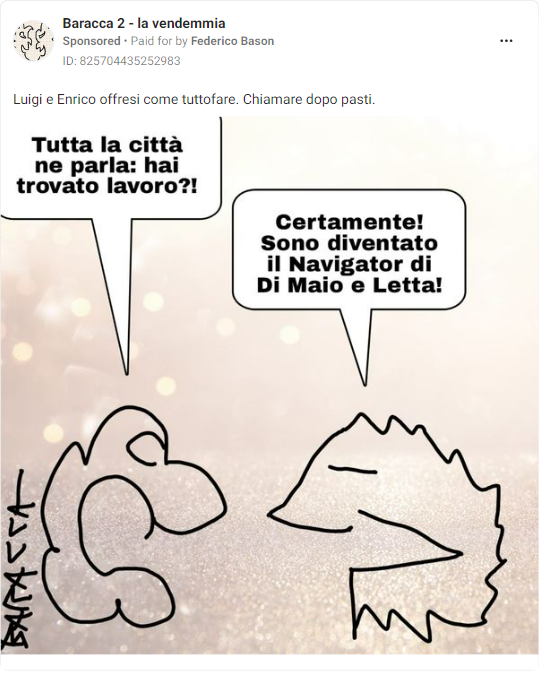 Baracca 2 - la vendemmia
Sponsored • Paid for by Federico Bason
ID: 825704435252983
Luigi e Enrico offresi come tuttofare. Chiamare dopo pasti.
Tutta la città
ne parla: hai
trovato lavoro?!
Certamente!
Sono diventato
il Navigator di
Di Maio e Letta!
BARACCA